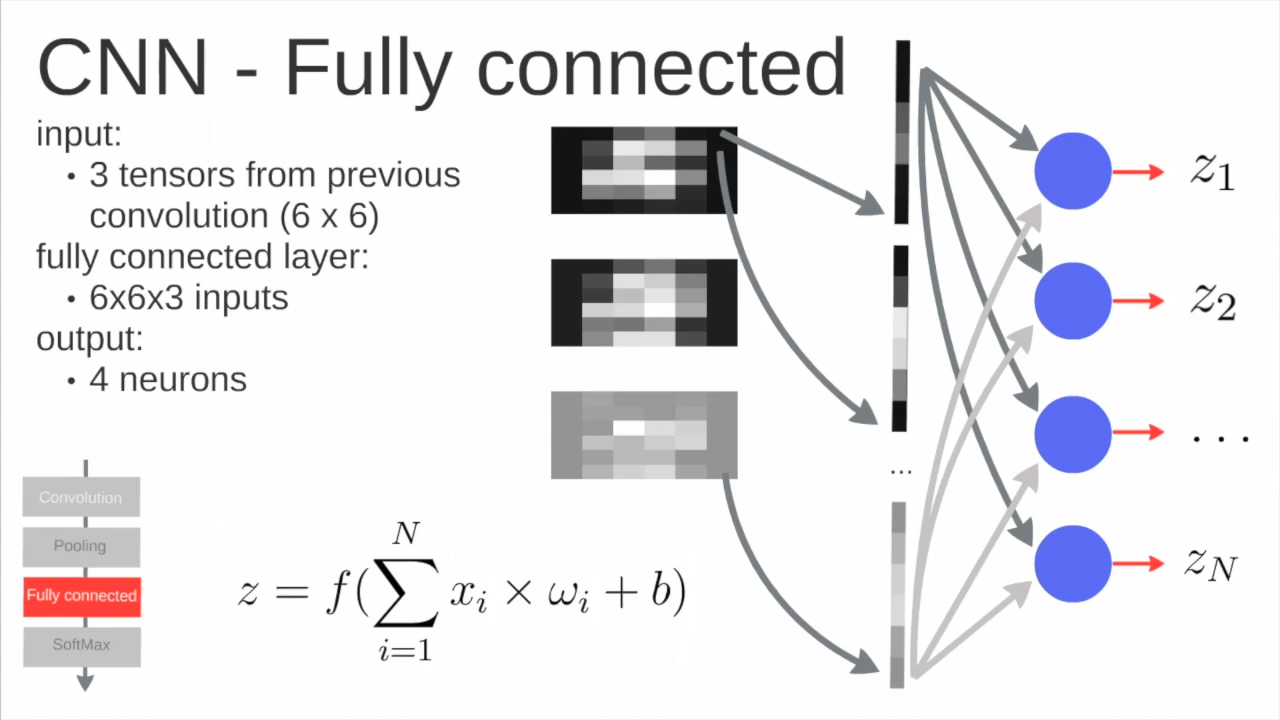 CNN - Fully connected
input:
• 3 tensors from previous
convolution (6 x 6)
fully connected layer:
• 6x6x3 inputs
output:
• 4 neurons
z_1
z_2
...
z_N
...
Convolution
Pooling
Fully connected
SoftMax
z = f(∑_{i=1}^{N} x_i × ω_i + b)